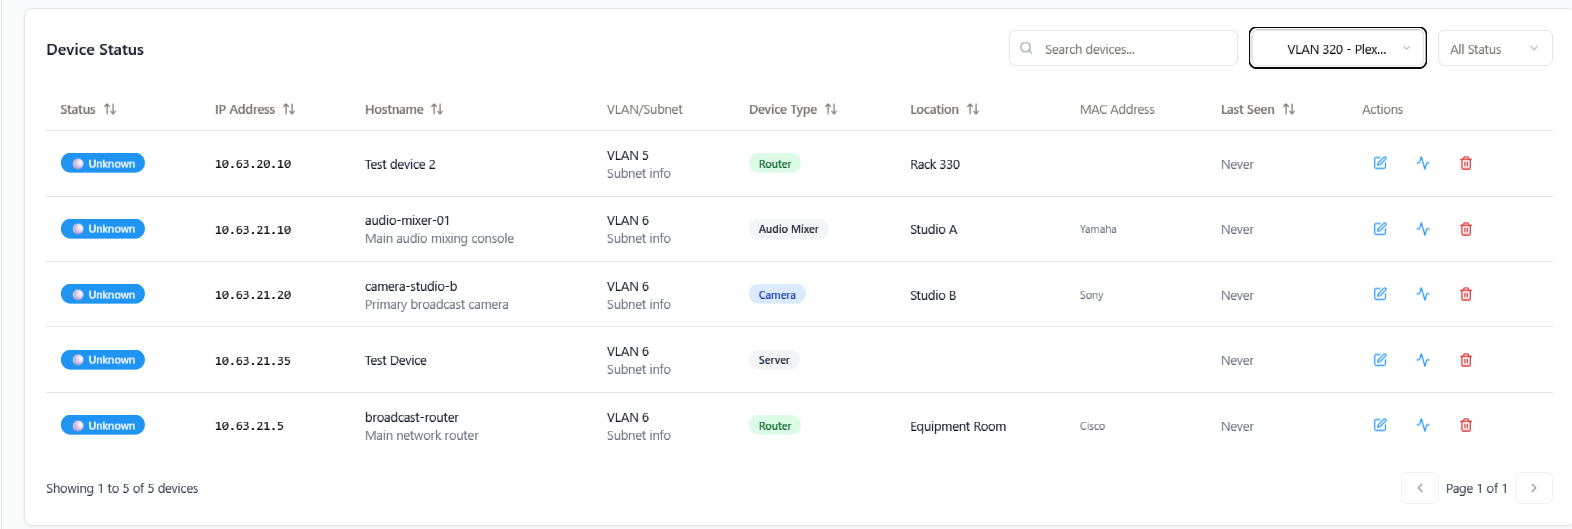 Device Status
Search devices...
VLAN 320 - Plex...
All Status
Status IP Address Hostname VLAN/Subnet Device Type Location MAC Address Last Seen Actions
Unknown 10.63.20.10 Test device 2 VLAN 5 Router Rack 330 Never
Subnet info
Unknown 10.63.21.10 audio-mixer-01 VLAN 6 Audio Mixer Studio A Yamaha Never
Main audio mixing console Subnet info
Unknown 10.63.21.20 camera-studio-b VLAN 6 Camera Studio B Sony Never
Primary broadcast camera Subnet info
Unknown 10.63.21.35 Test Device VLAN 6 Server Never
Subnet info
Unknown 10.63.21.5 broadcast-router VLAN 6 Router Equipment Room Cisco Never
Main network router Subnet info
Showing 1 to 5 of 5 devices
Page 1 of 1